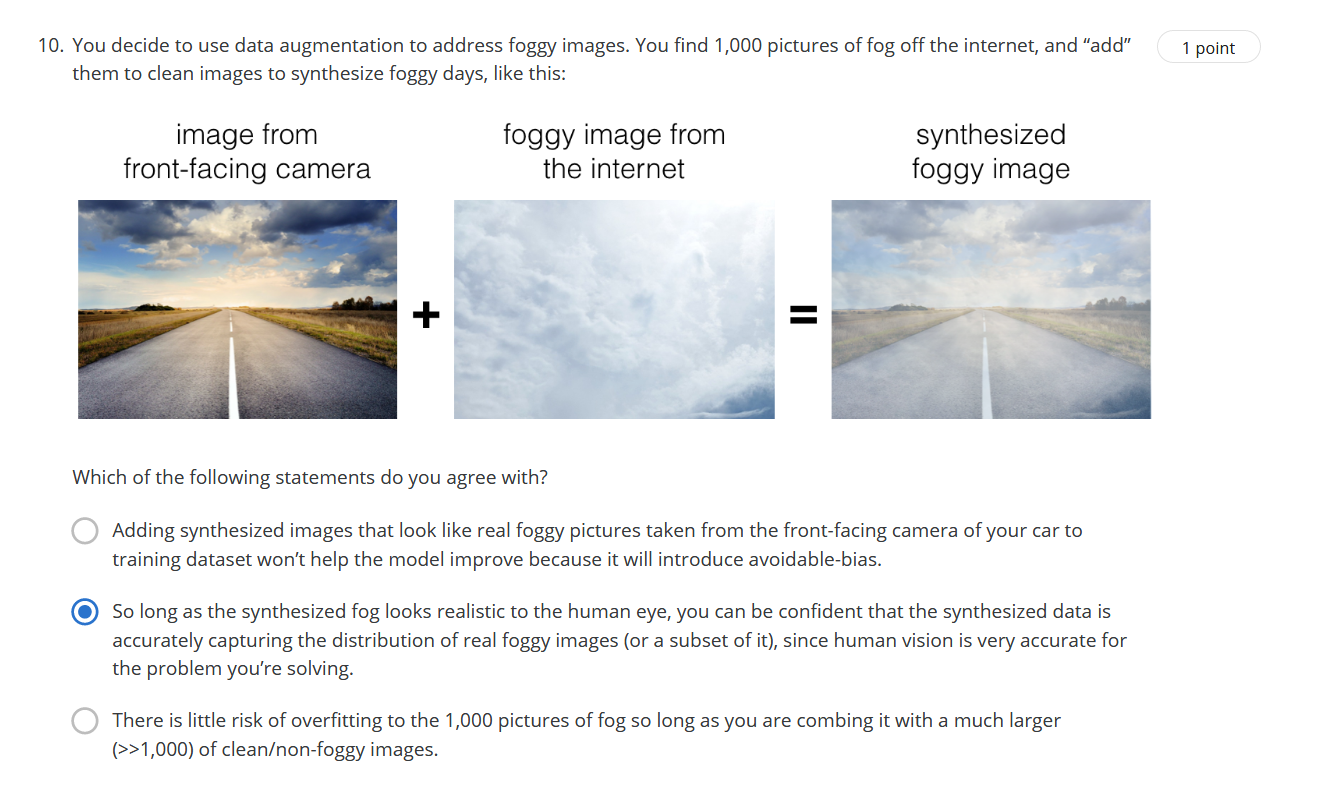 10. You decide to use data augmentation to address foggy images. You find 1,000 pictures of fog off the internet, and “add”
them to clean images to synthesize foggy days, like this:
1 point
image from
front-facing camera
foggy image from
the internet
synthesized
foggy image
+
=
Which of the following statements do you agree with?
Adding synthesized images that look like real foggy pictures taken from the front-facing camera of your car to
training dataset won’t help the model improve because it will introduce avoidable-bias.
So long as the synthesized fog looks realistic to the human eye, you can be confident that the synthesized data is
accurately capturing the distribution of real foggy images (or a subset of it), since human vision is very accurate for
the problem you’re solving.
There is little risk of overfitting to the 1,000 pictures of fog so long as you are combing it with a much larger
(>>1,000) of clean/non-foggy images.